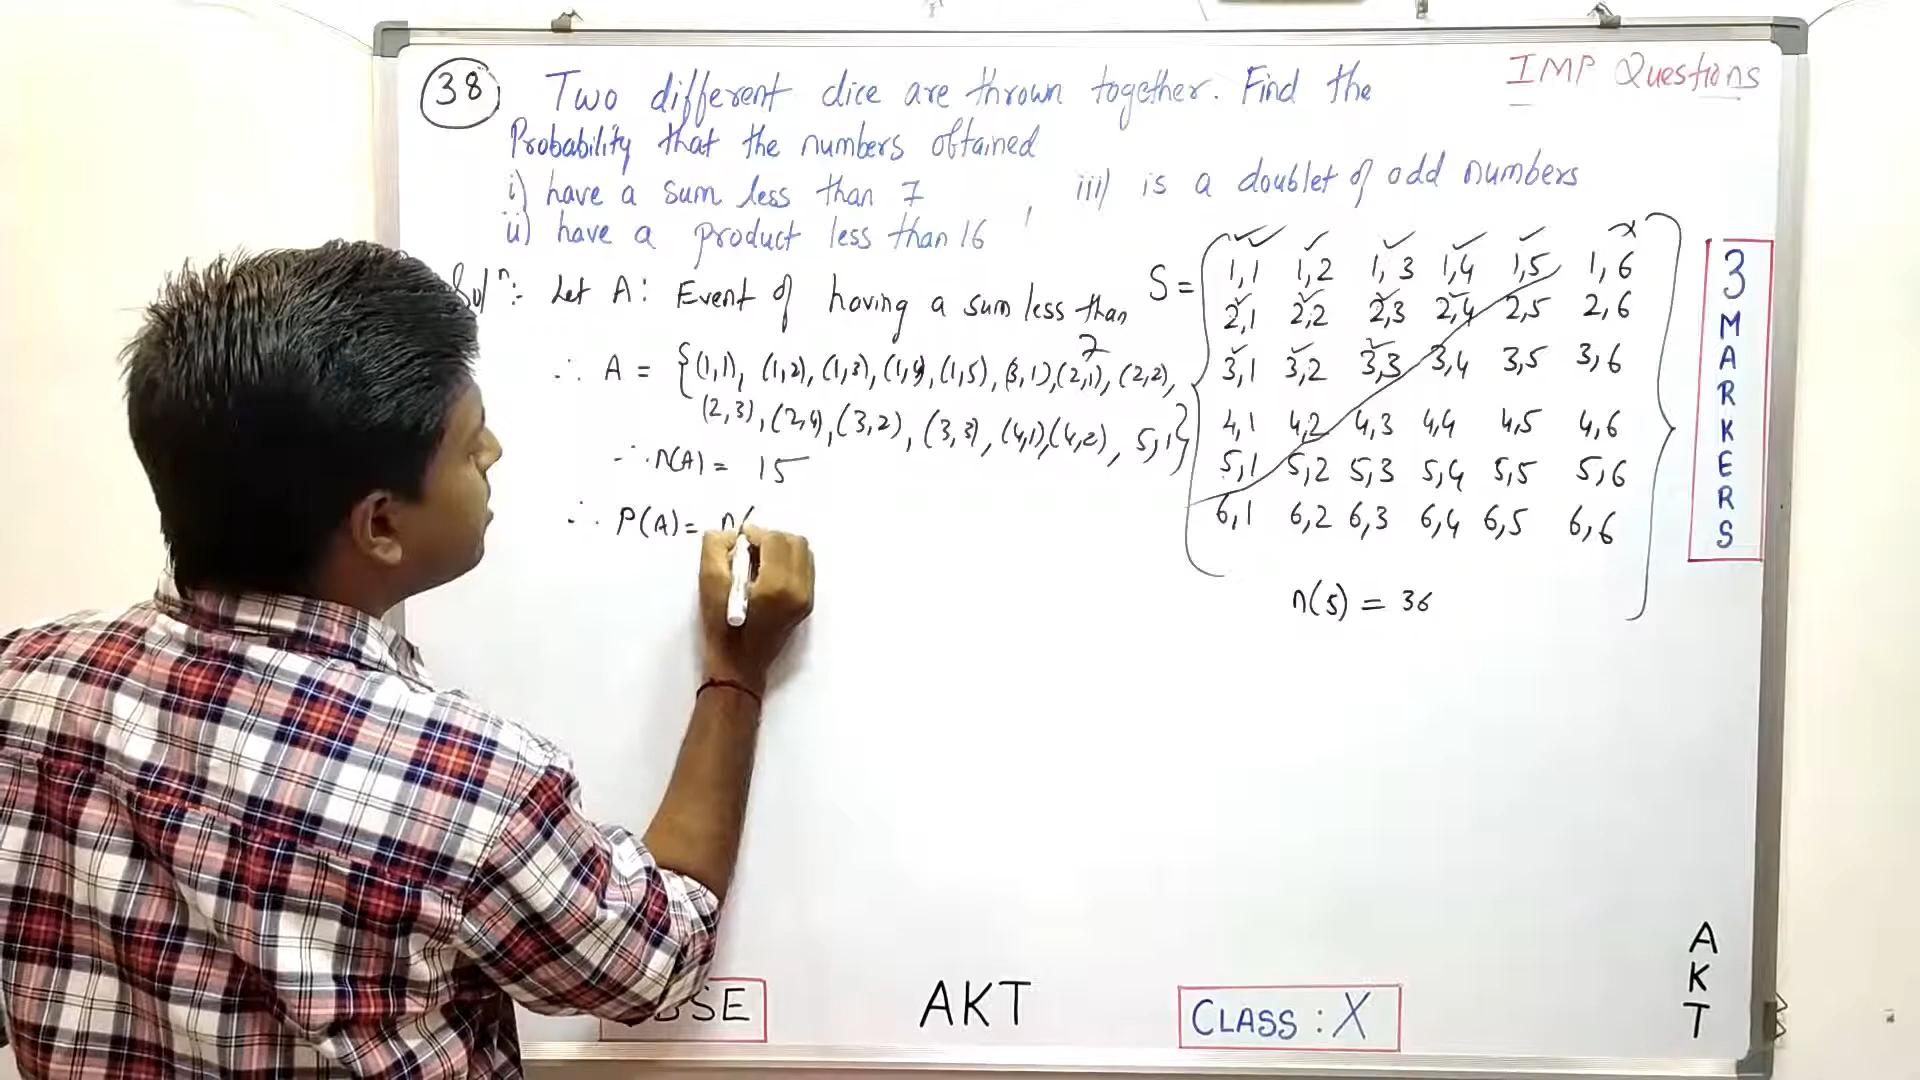 38 Two different dice are thrown together. Find the
Probability that the numbers obtained
i) have a sum less than 7
ii) have a product less than 16 ,
iii) is a doublet of odd numbers
IMP Questions
Solⁿ:- Let A: Event of having a sum less than
7
∴ A = {(1,1), (1,2), (1,3), (1,4), (1,5), (3,1), (2,1), (2,2),
(2,3), (2,4), (3,2), (3,3), (4,1) (4,2), 5,1}
∴ n(A) = 15
∴ P(A) = n(
S = { 1,1 1,2 1,3 1,4 1,5 1,6
2,1 2,2 2,3 2,4 2,5 2,6
3,1 3,2 3,3 3,4 3,5 3,6
4,1 4,2 4,3 4,4 4,5 4,6
5,1 5,2 5,3 5,4 5,5 5,6
6,1 6,2 6,3 6,4 6,5 6,6 }
n(S) = 36
3 MARKERS
BSE
AKT
CLASS : X
AKT